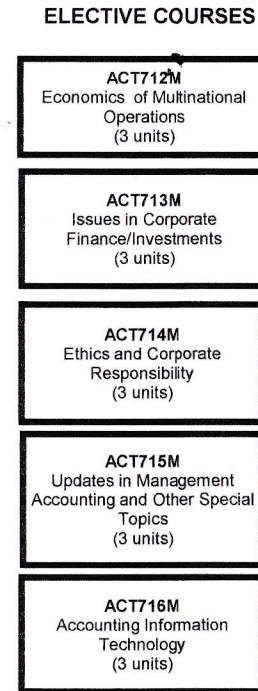 ELECTIVE COURSES
ACT712M
Economics of Multinational
Operations
(3 units)
ACT713M
Issues in Corporate
Finance/Investments
(3 units)
ACT714M
Ethics and Corporate
Responsibility
(3 units)
ACT715M
Updates in Management
Accounting and Other Special
Topics
(3 units)
ACT716M
Accounting Information
Technology
(3 units)